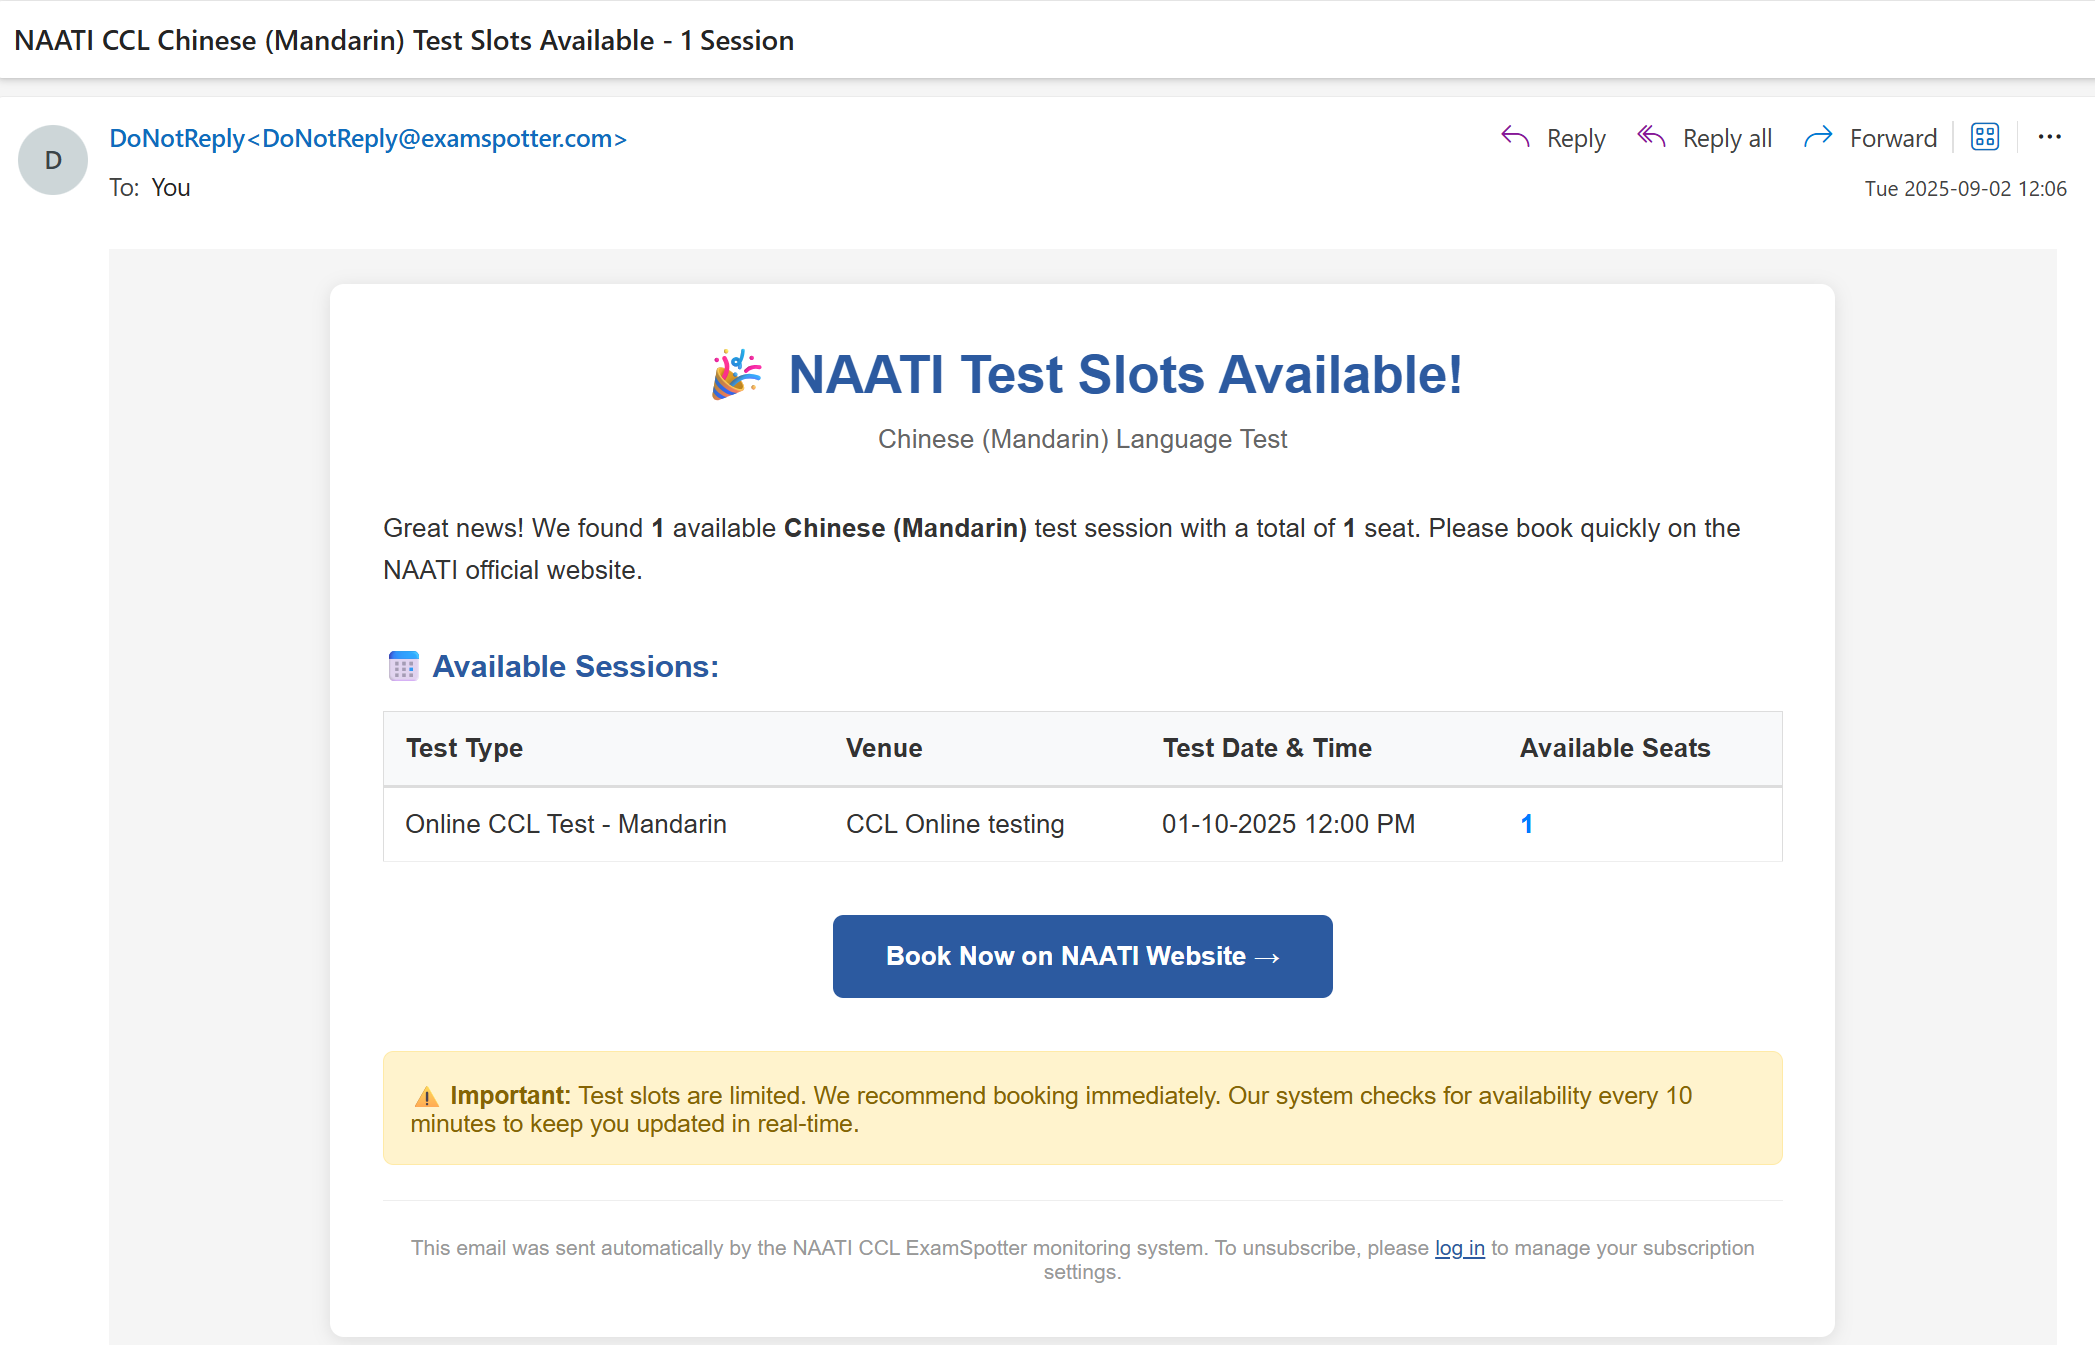 NAATI CCL Chinese (Mandarin) Test Slots Available - 1 Session
D
DoNotReply<DoNotReply@examspotter.com>
Reply
Reply all
Forward
To: You
Tue 2025-09-02 12:06
NAATI Test Slots Available!
Chinese (Mandarin) Language Test
Great news! We found 1 available Chinese (Mandarin) test session with a total of 1 seat. Please book quickly on the
NAATI official website.
Available Sessions:
Test Type Venue Test Date & Time Available Seats
Online CCL Test - Mandarin CCL Online testing 01-10-2025 12:00 PM 1
Book Now on NAATI Website →
Important: Test slots are limited. We recommend booking immediately. Our system checks for availability every 10
minutes to keep you updated in real-time.
This email was sent automatically by the NAATI CCL ExamSpotter monitoring system. To unsubscribe, please log in to manage your subscription
settings.